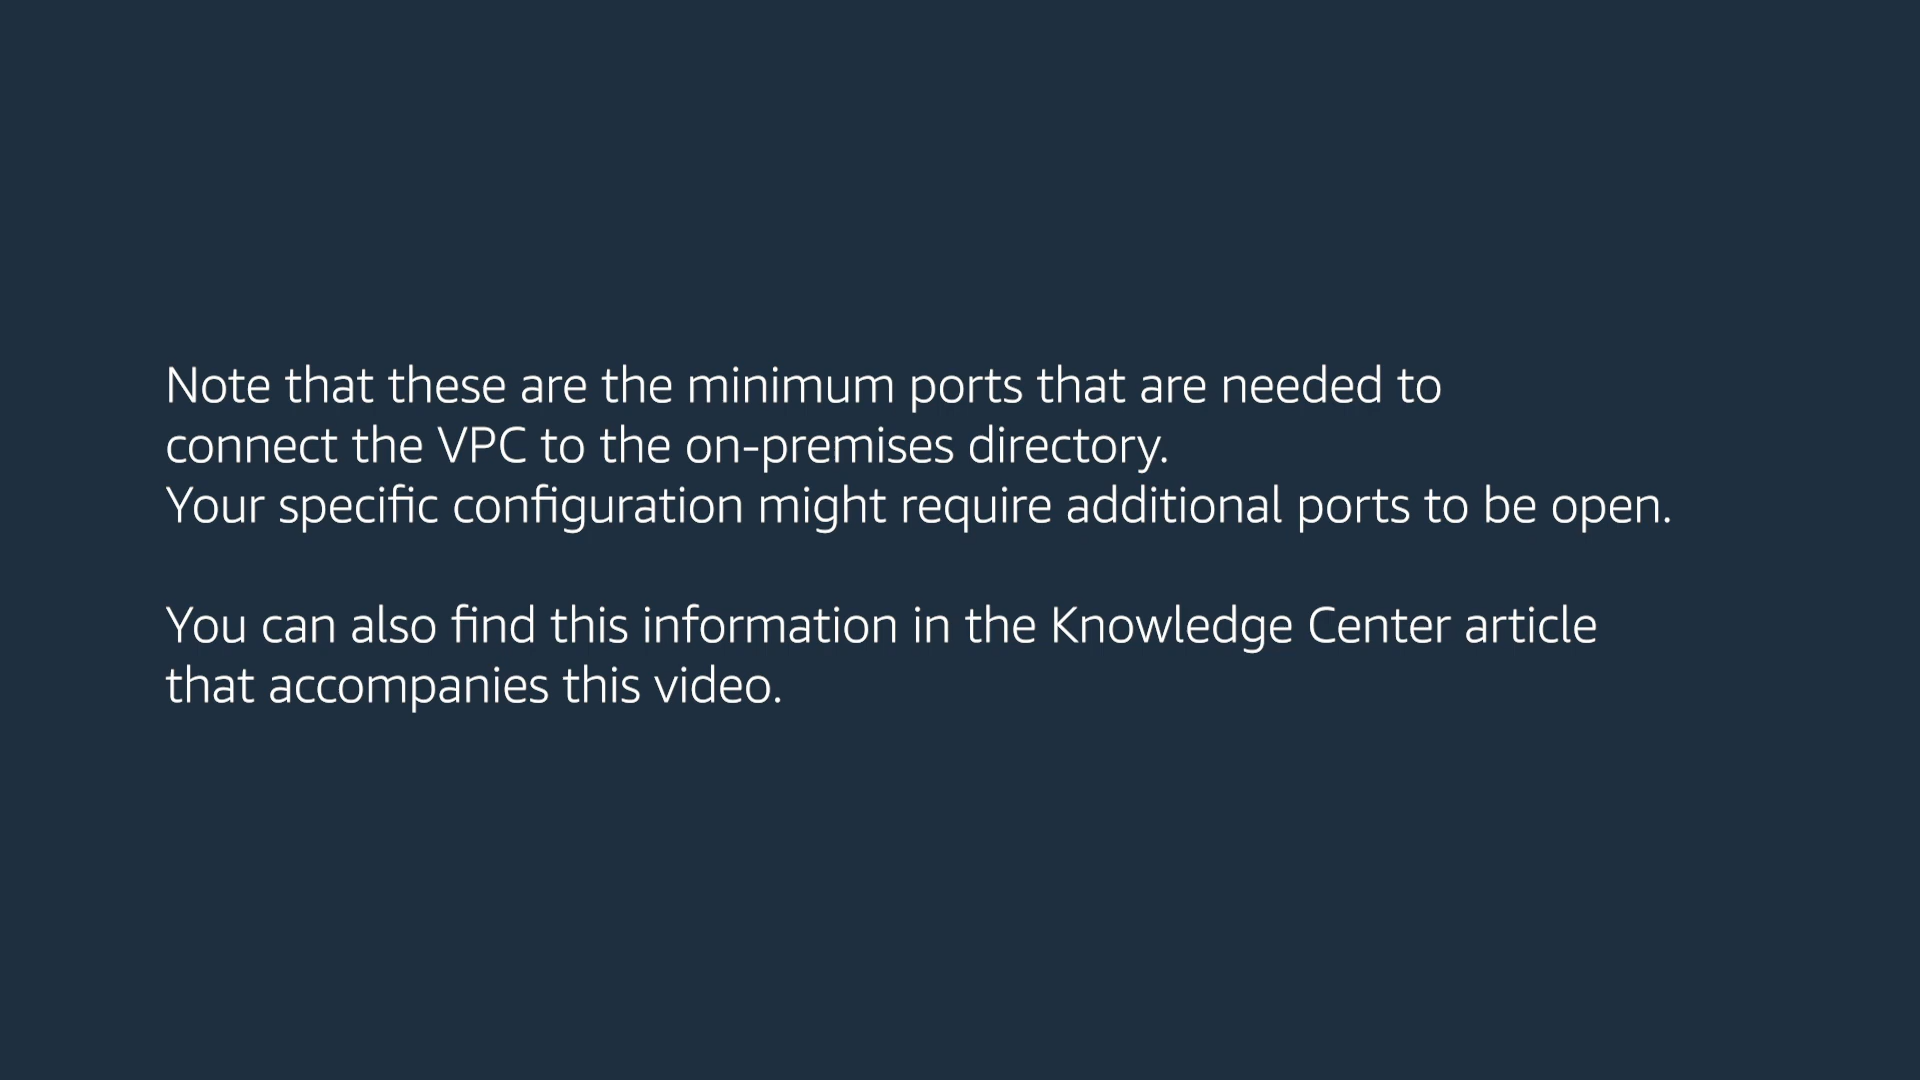 Note that these are the minimum ports that are needed to
connect the VPC to the on-premises directory.
Your specific configuration might require additional ports to be open.
You can also find this information in the Knowledge Center article
that accompanies this video.